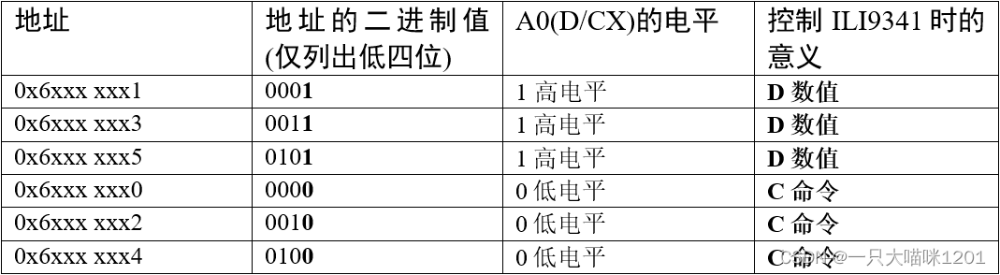 地址 地址的二进制值 A0(D/CX)的电平 控制 ILI9341 时的
(仅列出低四位) 意义
0x6xxx xxx1 0001 1 高电平 D 数值
0x6xxx xxx3 0011 1 高电平 D 数值
0x6xxx xxx5 0101 1 高电平 D 数值
0x6xxx xxx0 0000 0 低电平 C 命令
0x6xxx xxx2 0010 0 低电平 C 命令
0x6xxx xxx4 0100 0 低电平 C 命令
CSDN @一只大喵咪1201